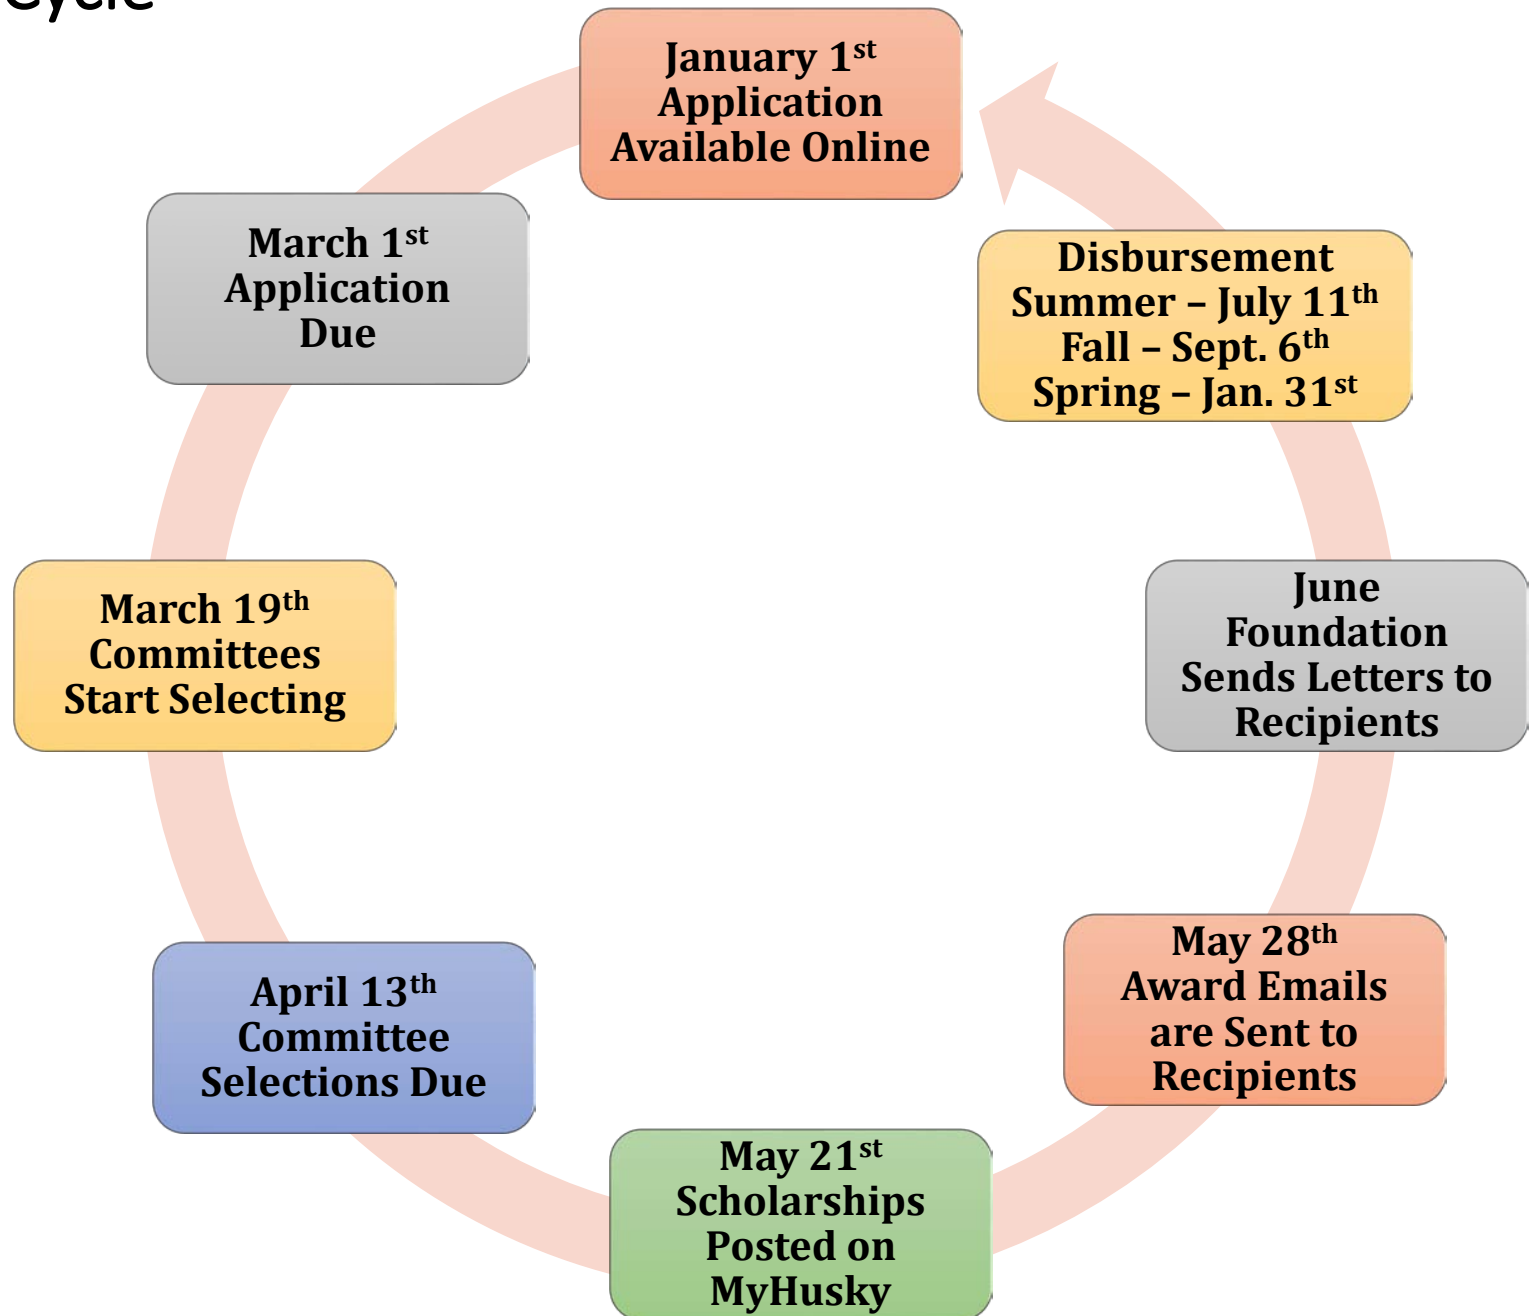 Cycle
January 1st
Application
Available Online
March 1st
Application
Due
March 19th
Committees
Start Selecting
April 13th
Committee
Selections Due
May 21st
Scholarships
Posted on
MyHusky
May 28th
Award Emails
are Sent to
Recipients
June
Foundation
Sends Letters to
Recipients
Disbursement
Summer – July 11th
Fall – Sept. 6th
Spring – Jan. 31st